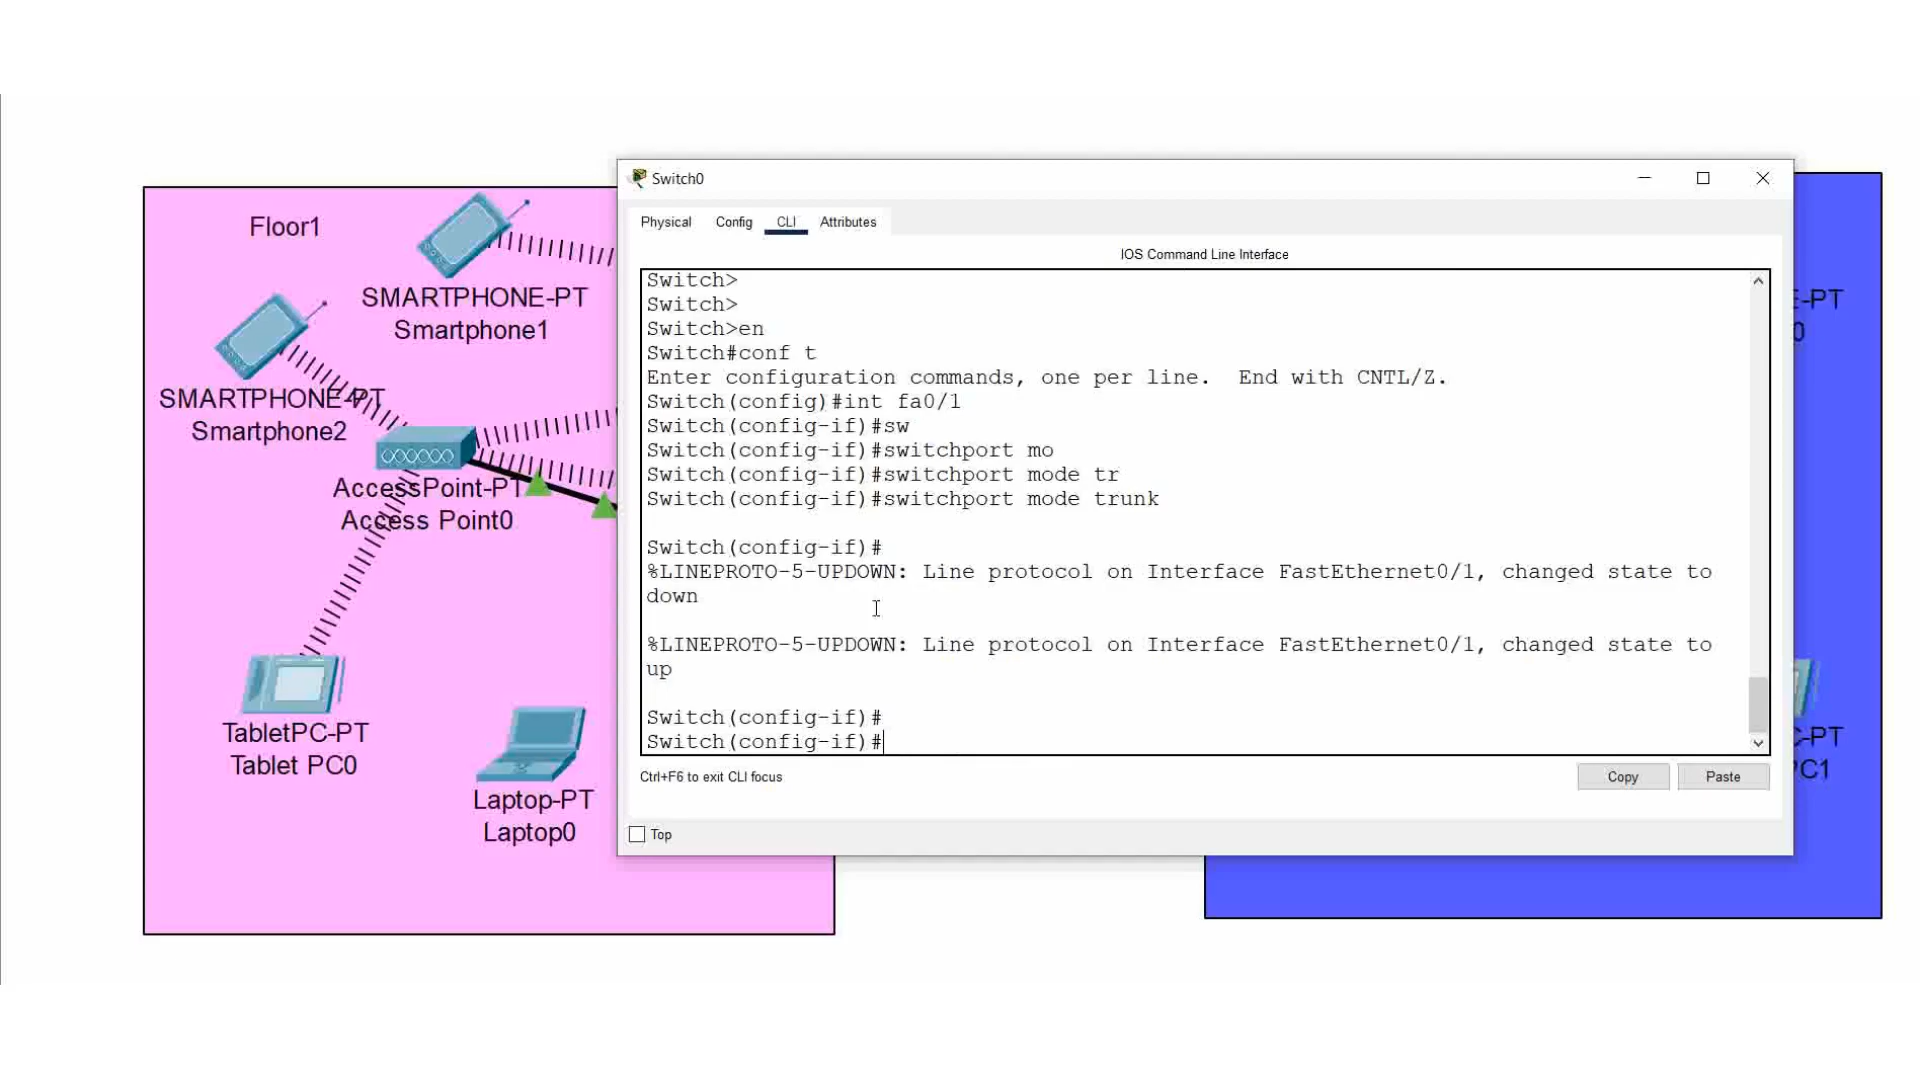 Floor1
SMARTPHONE-PT
Smartphone1
SMARTPHONE-PT
Smartphone2
AccessPoint-PT
Access Point0
TabletPC-PT
Tablet PC0
Laptop-PT
Laptop0
Switch0
Physical Config CLI Attributes
IOS Command Line Interface
Switch>
Switch>
Switch>en
Switch#conf t
Enter configuration commands, one per line.  End with CNTL/Z.
Switch(config)#int fa0/1
Switch(config-if)#sw
Switch(config-if)#switchport mo
Switch(config-if)#switchport mode tr
Switch(config-if)#switchport mode trunk
Switch(config-if)#
%LINEPROTO-5-UPDOWN: Line protocol on Interface FastEthernet0/1, changed state to
down
%LINEPROTO-5-UPDOWN: Line protocol on Interface FastEthernet0/1, changed state to
up
Switch(config-if)#
Switch(config-if)#
Ctrl+F6 to exit CLI focus
Copy Paste
Top
E-PT
0
C-PT
C1